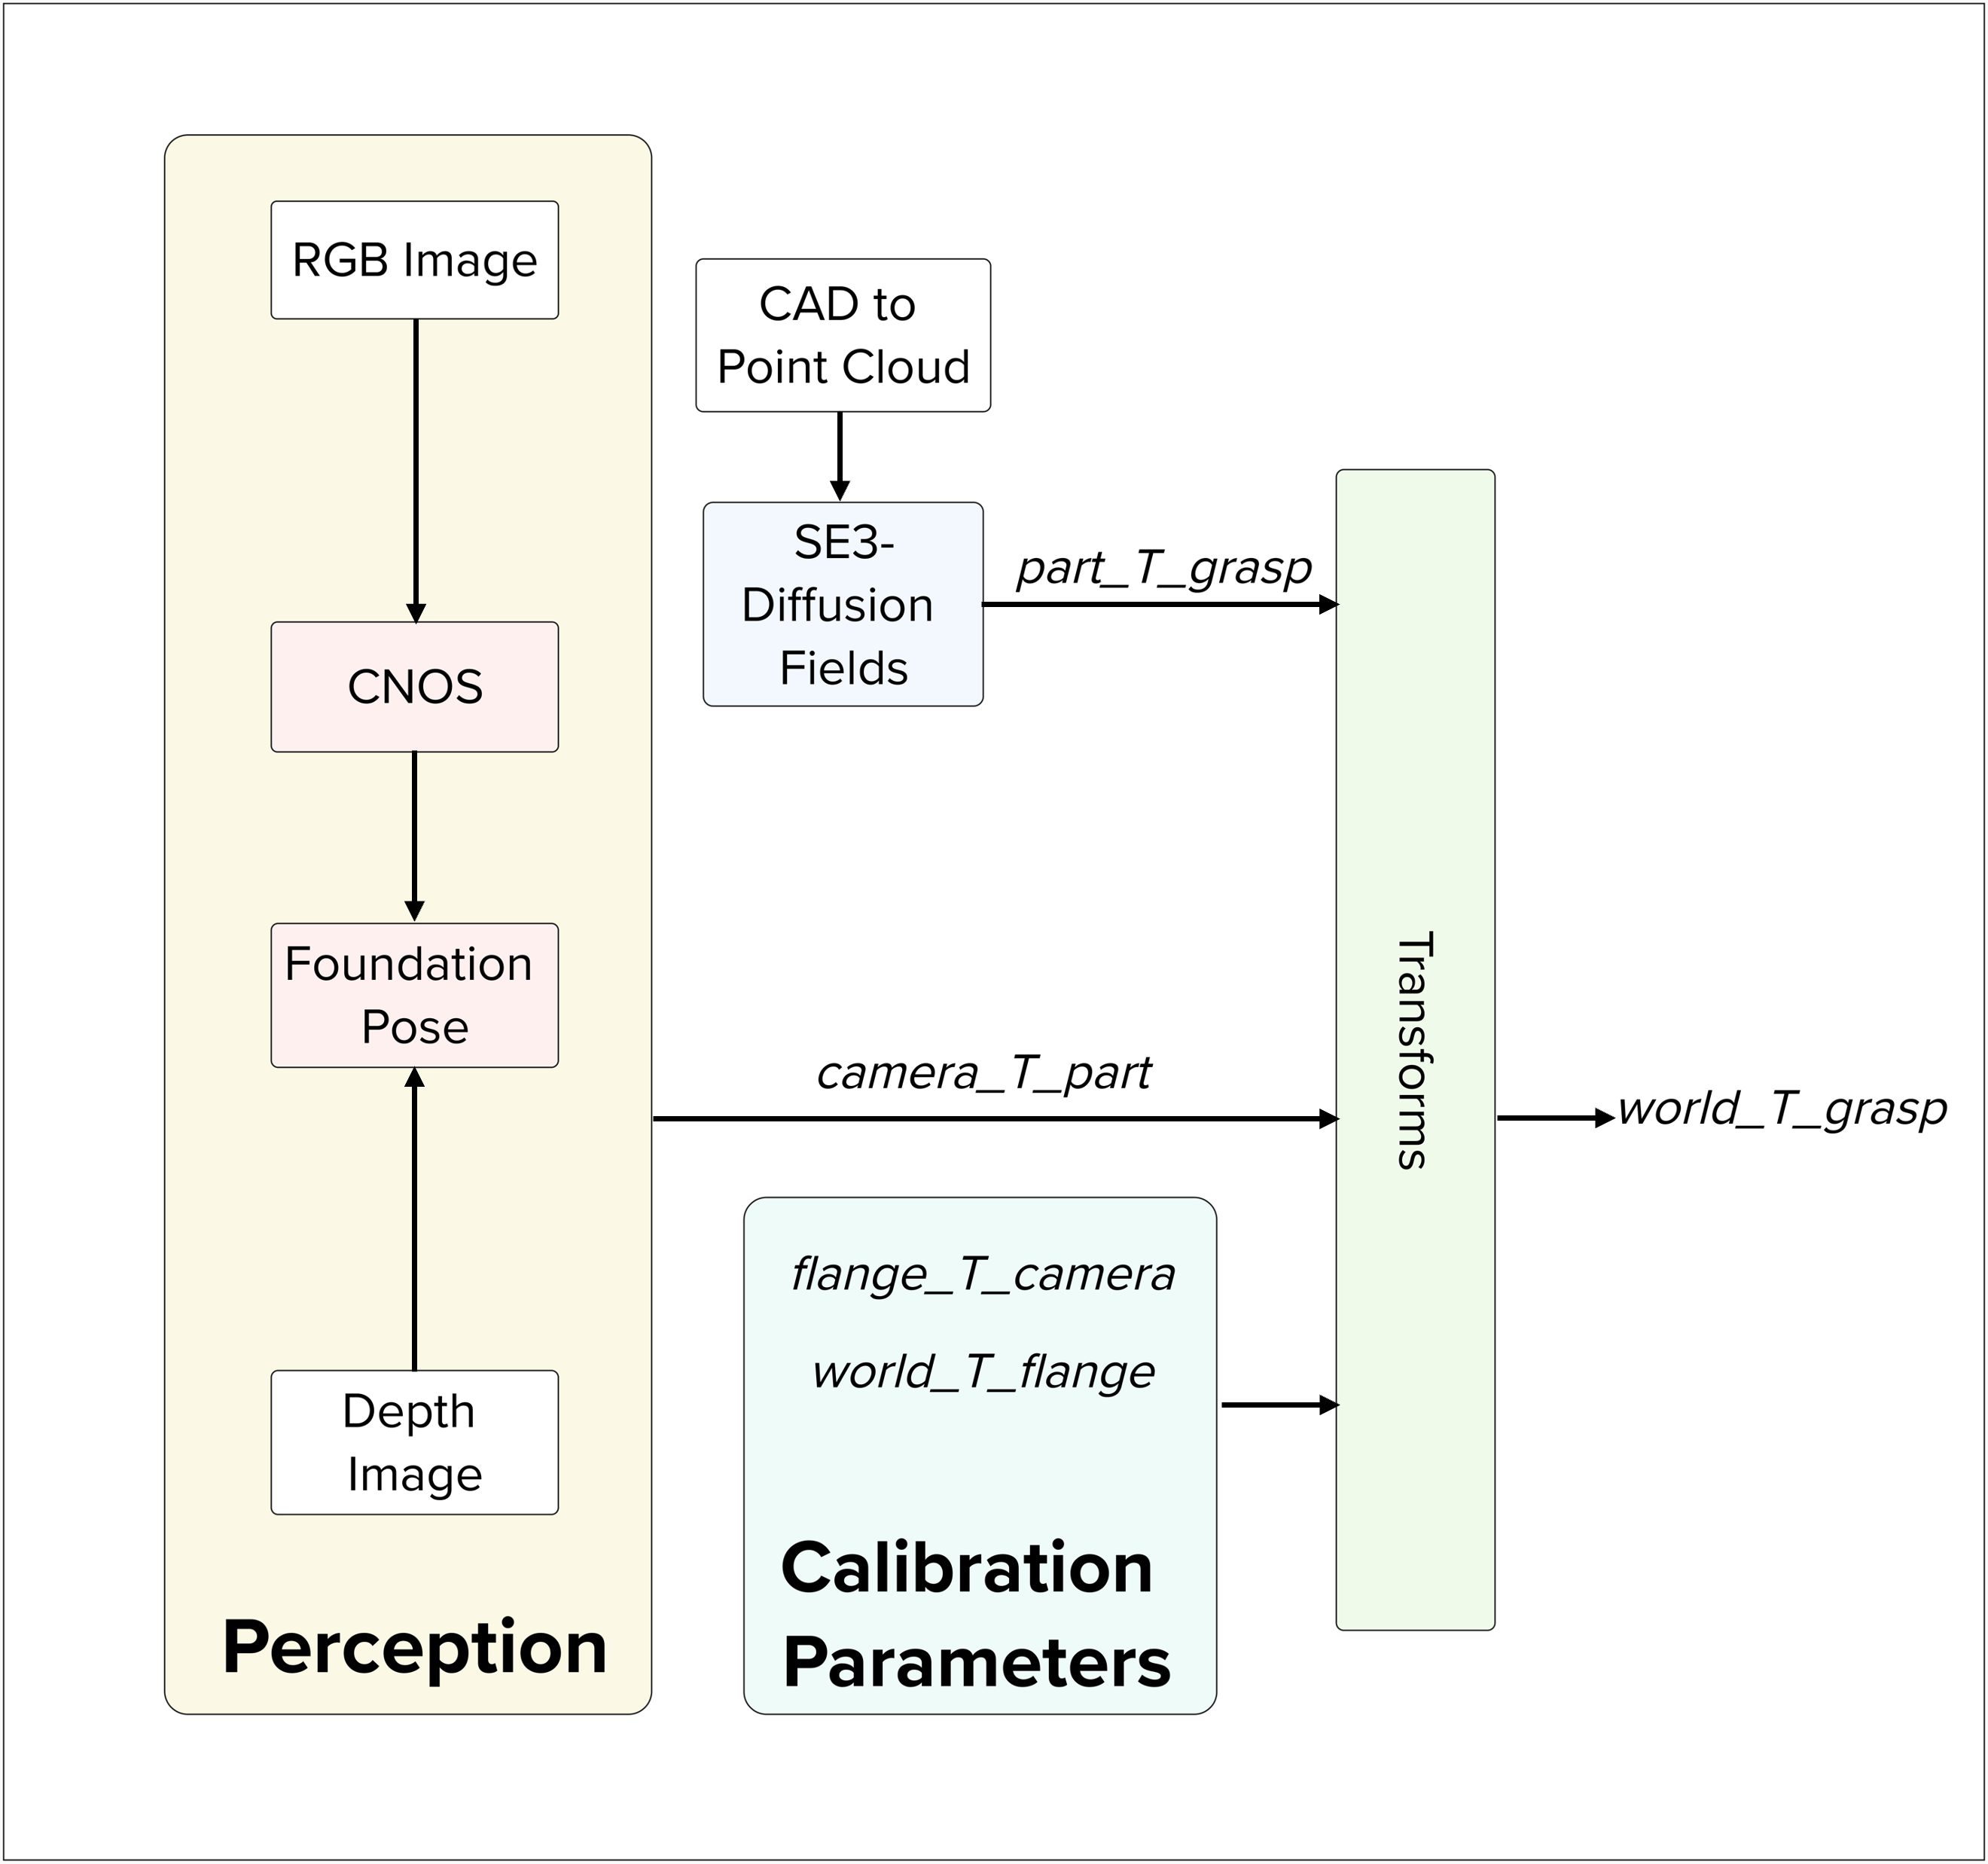 RGB Image
CNOS
Foundation
Pose
Depth
Image
Perception
CAD to
Point Cloud
SE3-
Diffusion
Fields
part_T_grasp
camera_T_part
flange_T_camera
world_T_flange
Calibration
Parameters
Transforms
world_T_grasp